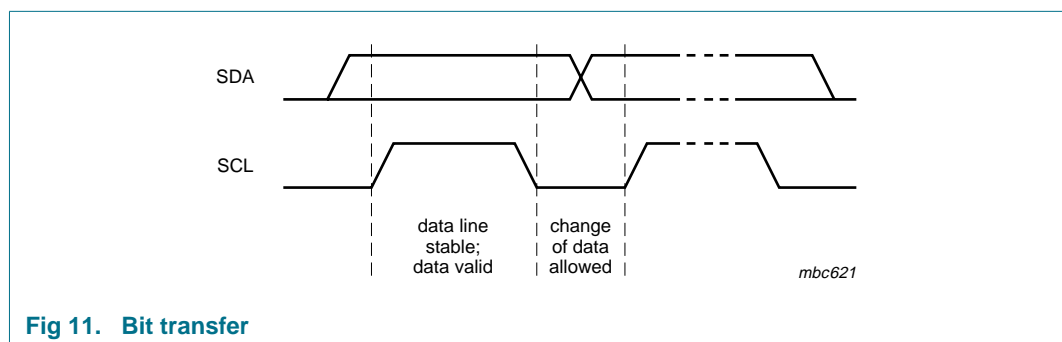 SDA
SCL
data line
stable;
data valid
change
of data
allowed
mbc621
Fig 11. Bit transfer